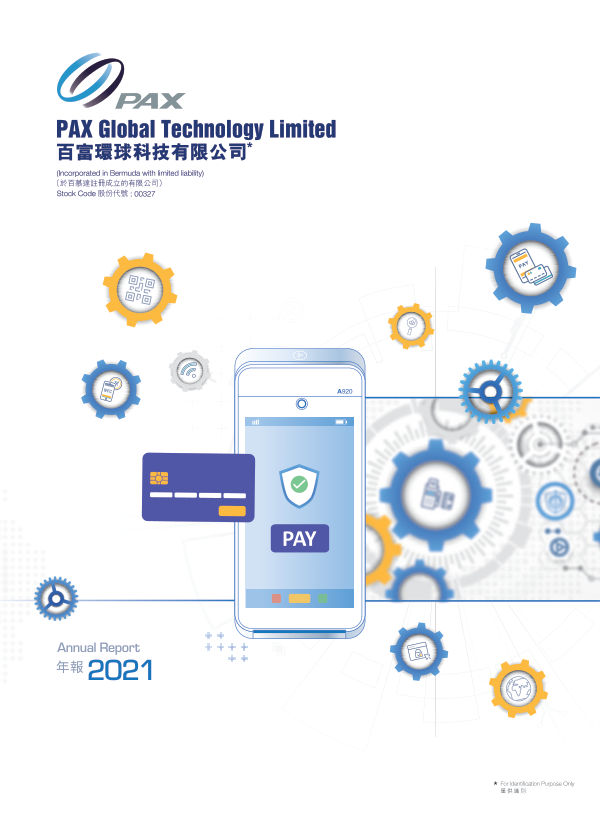 PAX
PAX Global Technology Limited
百富環球科技有限公司*
(Incorporated in Bermuda with limited liability)
(於百慕達註冊成立的有限公司)
Stock Code 股份代號 : 00327
PAY
A920
PAY
Annual Report
年報 2021
* For Identification Purpose Only
僅供識別